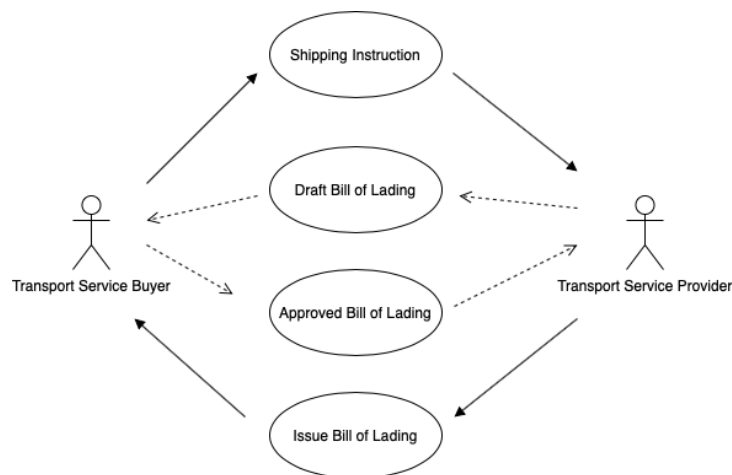 Shipping Instruction
Draft Bill of Lading
Transport Service Buyer
Transport Service Provider
Approved Bill of Lading
Issue Bill of Lading